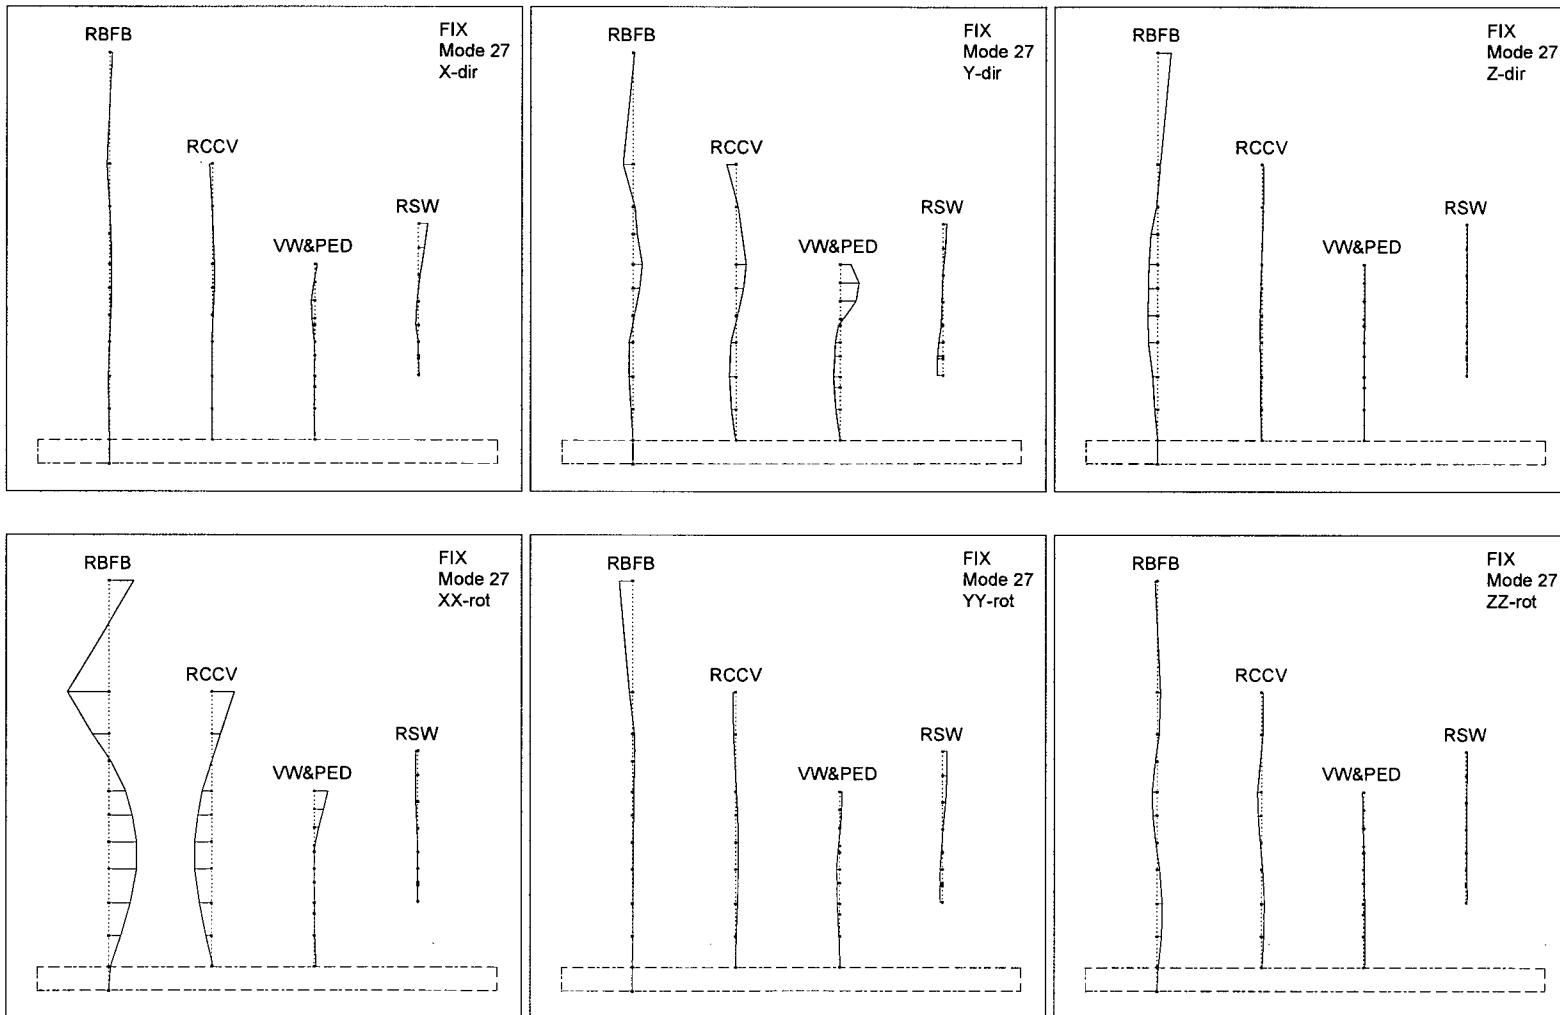 RBFB
FIX
Mode 27
X-dir
RCCV
RSW
VW&PED
RBFB
FIX
Mode 27
Y-dir
RCCV
RSW
VW&PED
RBFB
FIX
Mode 27
Z-dir
RCCV
RSW
VW&PED
RBFB
FIX
Mode 27
XX-rot
RCCV
RSW
VW&PED
RBFB
FIX
Mode 27
YY-rot
RCCV
RSW
VW&PED
RBFB
FIX
Mode 27
ZZ-rot
RCCV
RSW
VW&PED